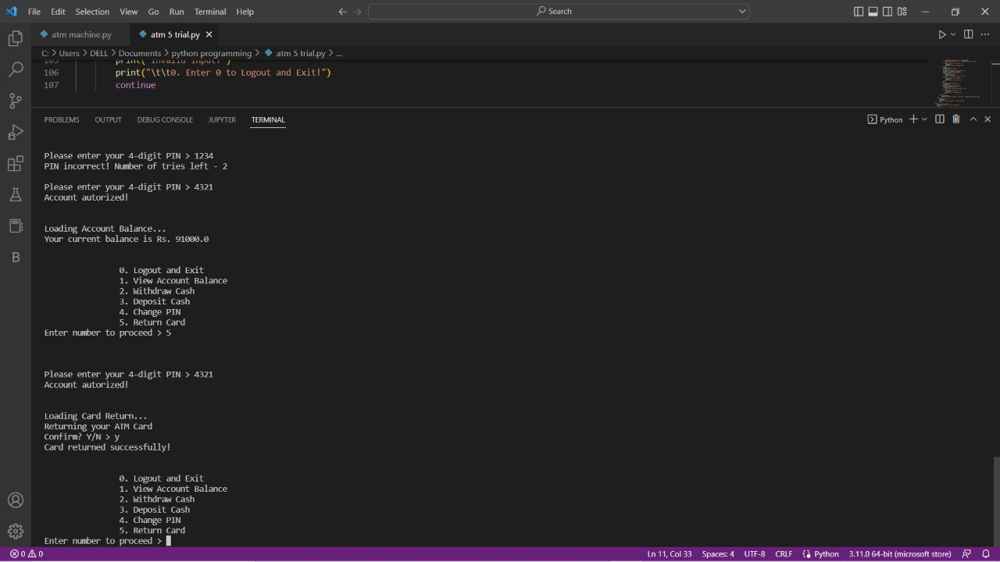 File Edit Selection View Go Run Terminal Help Search
atm machine.py atm 5 trial.py
C: > Users > DELL > Documents > python programming > atm 5 trial.py > ...
105 print("Invalid input!")
106 print("\t\t0. Enter 0 to Logout and Exit!")
107 continue
PROBLEMS OUTPUT DEBUG CONSOLE JUPYTER TERMINAL Python
Please enter your 4-digit PIN > 1234
PIN incorrect! Number of tries left - 2
Please enter your 4-digit PIN > 4321
Account autorized!
Loading Account Balance...
Your current balance is Rs. 91000.0
0. Logout and Exit
1. View Account Balance
2. Withdraw Cash
3. Deposit Cash
4. Change PIN
5. Return Card
Enter number to proceed > 5
Please enter your 4-digit PIN > 4321
Account autorized!
Loading Card Return...
Returning your ATM Card
Confirm? Y/N > y
Card returned successfully!
0. Logout and Exit
1. View Account Balance
2. Withdraw Cash
3. Deposit Cash
4. Change PIN
5. Return Card
Enter number to proceed >
B
0 0 Ln 11, Col 33 Spaces: 4 UTF-8 CRLF Python 3.11.0 64-bit (microsoft store)